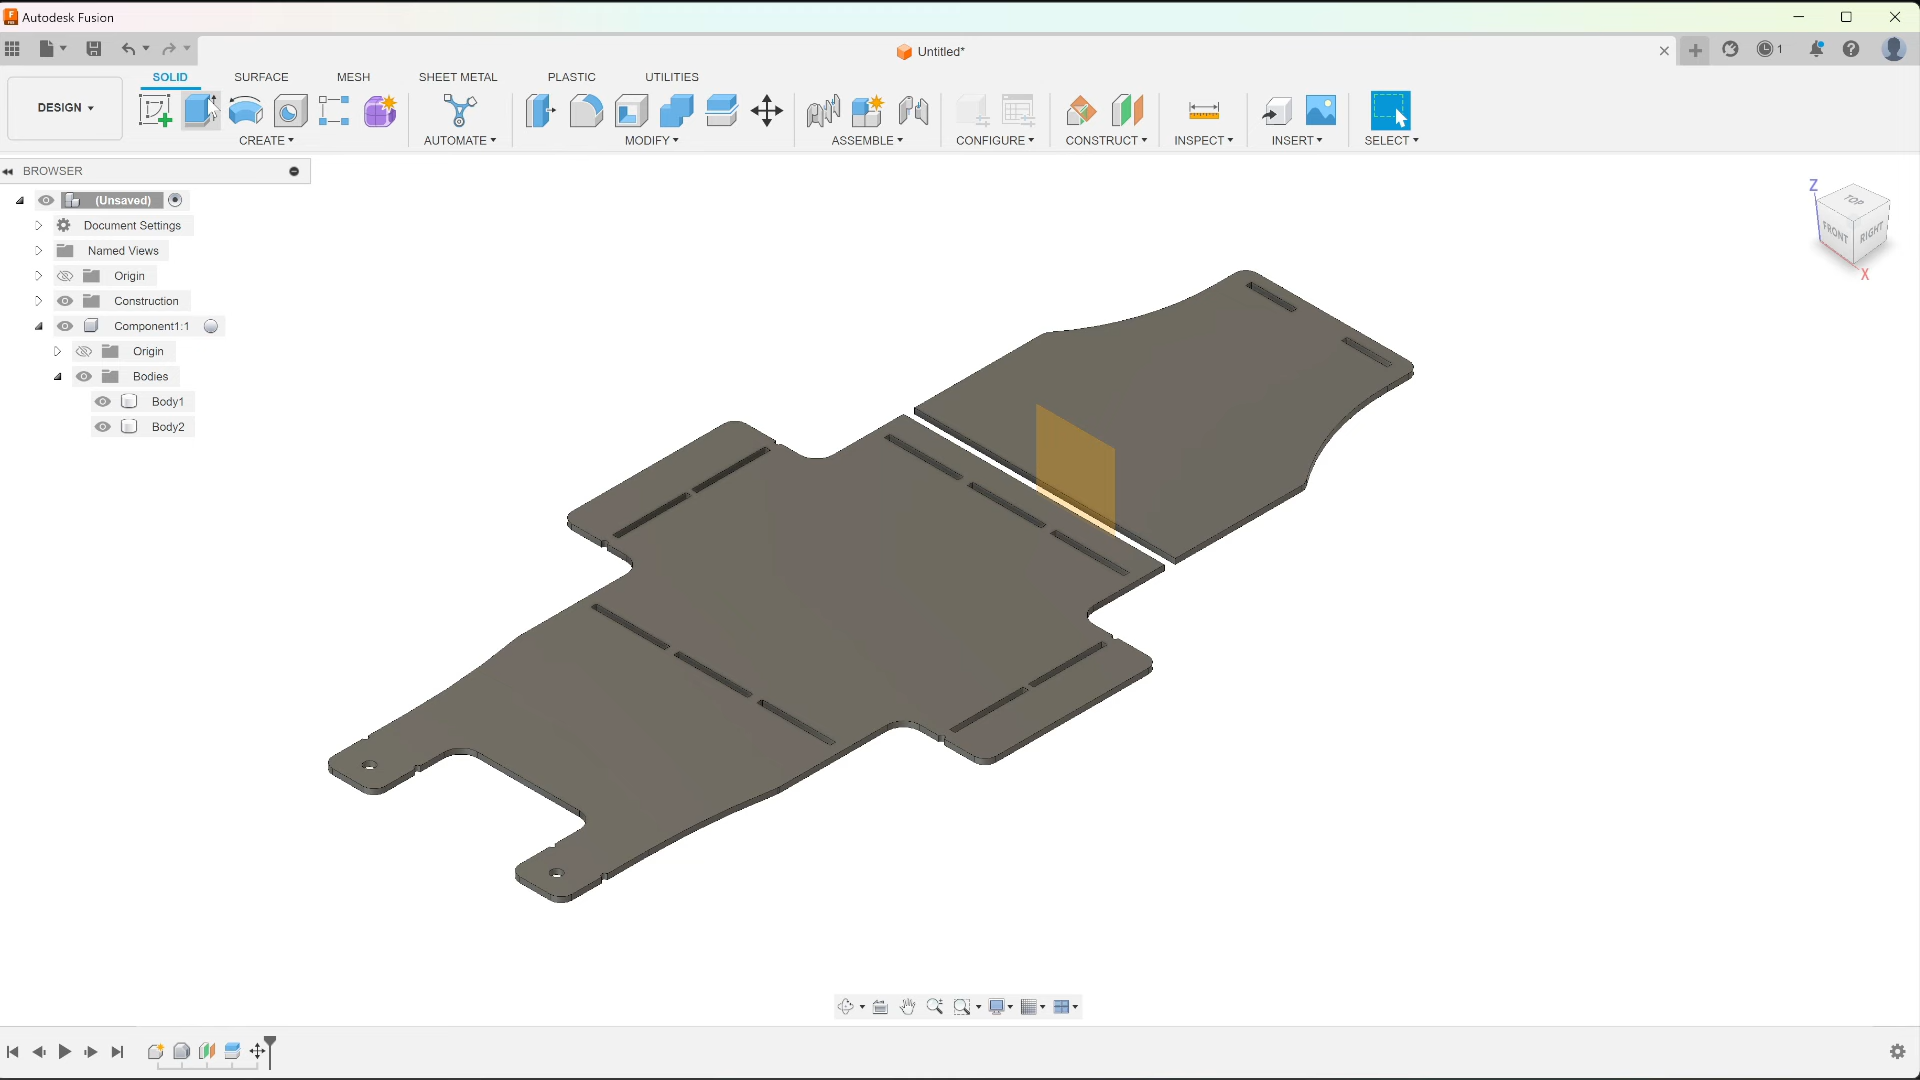 Autodesk Fusion
Untitled*
1
SOLID SURFACE MESH SHEET METAL PLASTIC UTILITIES
DESIGN
CREATE AUTOMATE MODIFY ASSEMBLE CONFIGURE CONSTRUCT INSPECT INSERT SELECT
BROWSER
(Unsaved)
Document Settings
Named Views
Origin
Construction
Component1:1
Origin
Bodies
Body1
Body2
Z
TOP
FRONT
RIGHT
X